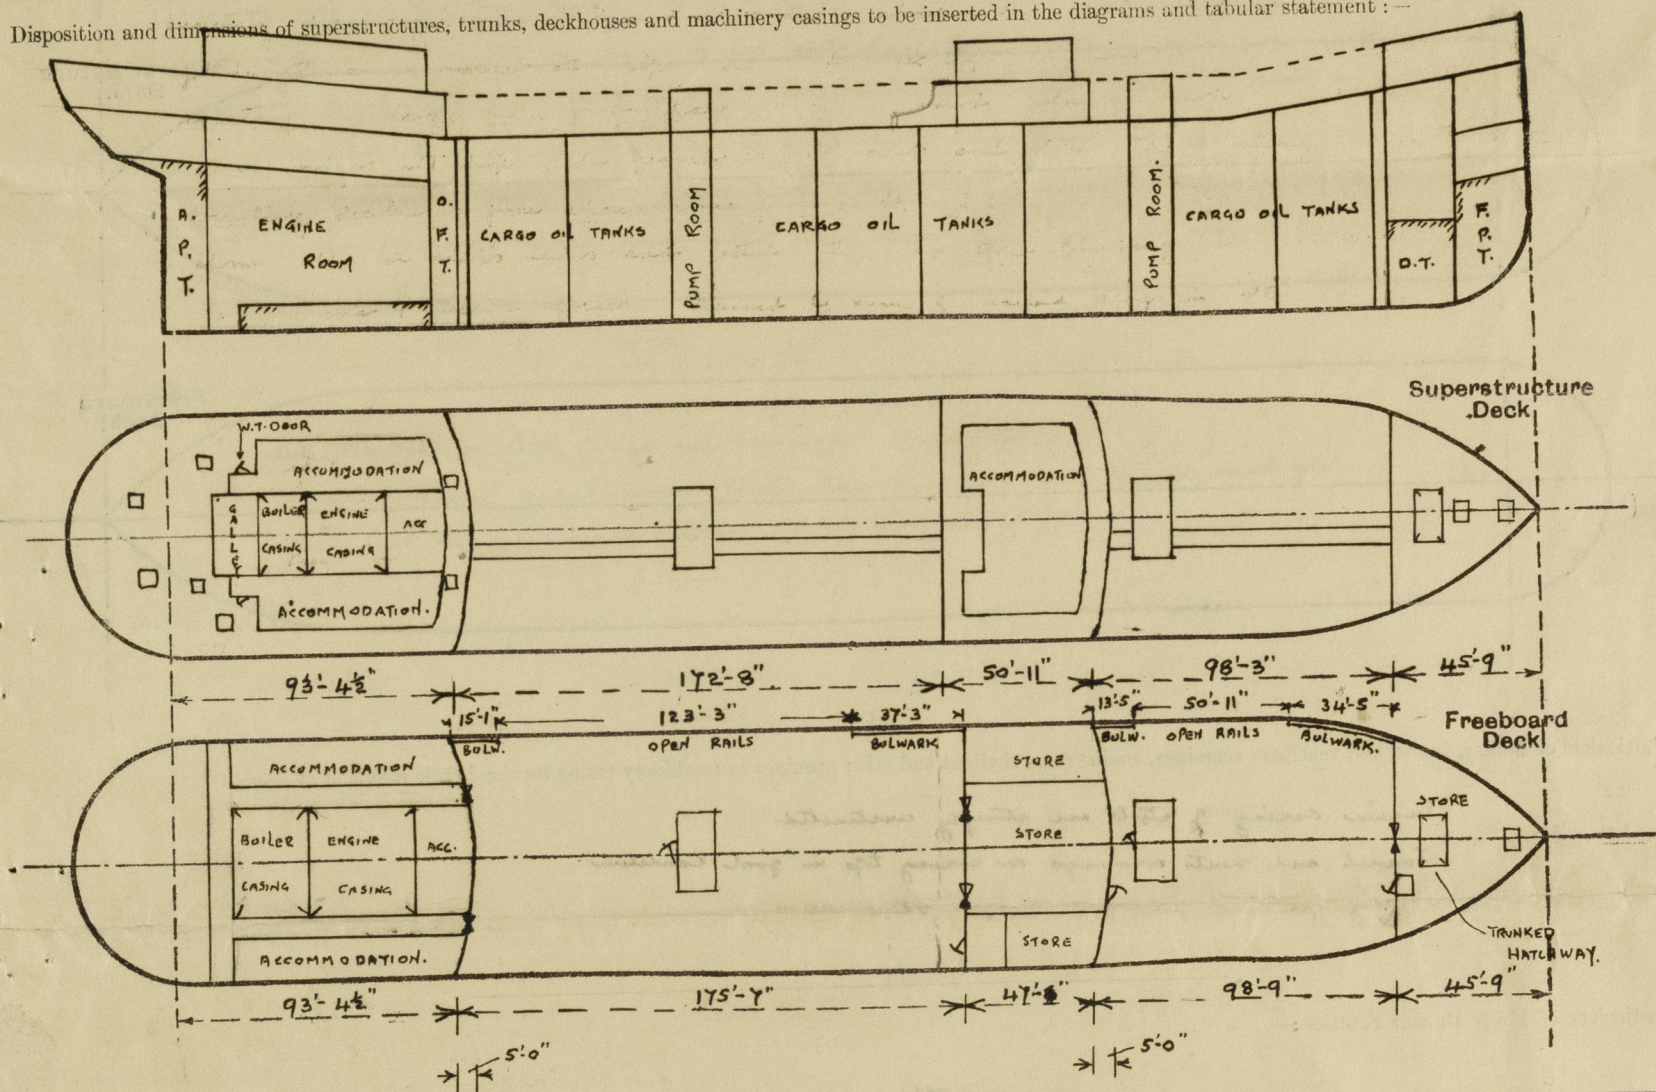 Disposition and dimensions of superstructures, trunks, deckhouses and machinery casings to be inserted in the diagrams and tabular statement :—
A. P. T.
ENGINE ROOM
O. F. T.
CARGO OIL TANKS
PUMP ROOM
CARGO OIL TANKS
PUMP ROOM.
CARGO OIL TANKS
D.T.
F. P. T.
Superstructure Deck
W.T. DOOR
ACCOMMODATION
GALLEY
BOILER CASING
ENGINE CASING
ACC
ACCOMMODATION.
ACCOMMODATION
93'-4½"
172'-8"
50'-11"
98'-3"
45'-9"
15'-1"
123'-3"
37'-3"
13'-5"
50'-11"
34'-5"
Freeboard Deck
BULW.
OPEN RAILS
BULWARK
BULW.
OPEN RAILS
BULWARK.
ACCOMMODATION
BOILER CASING
ENGINE CASING
ACC.
ACCOMMODATION.
STORE
STORE
STORE
STORE
TRUNKED HATCHWAY.
93'-4½"
175'-7"
98'-9"
45'-9"
5'-0"
5'-0"